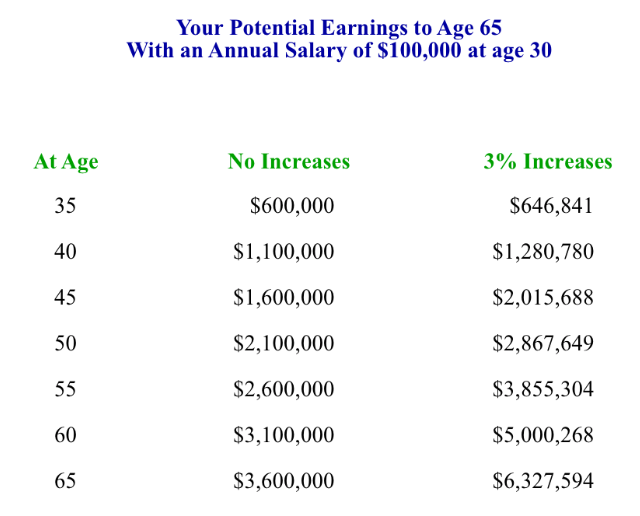 Your Potential Earnings to Age 65
With an Annual Salary of $100,000 at age 30
At Age No Increases 3% Increases
35 $600,000 $646,841
40 $1,100,000 $1,280,780
45 $1,600,000 $2,015,688
50 $2,100,000 $2,867,649
55 $2,600,000 $3,855,304
60 $3,100,000 $5,000,268
65 $3,600,000 $6,327,594